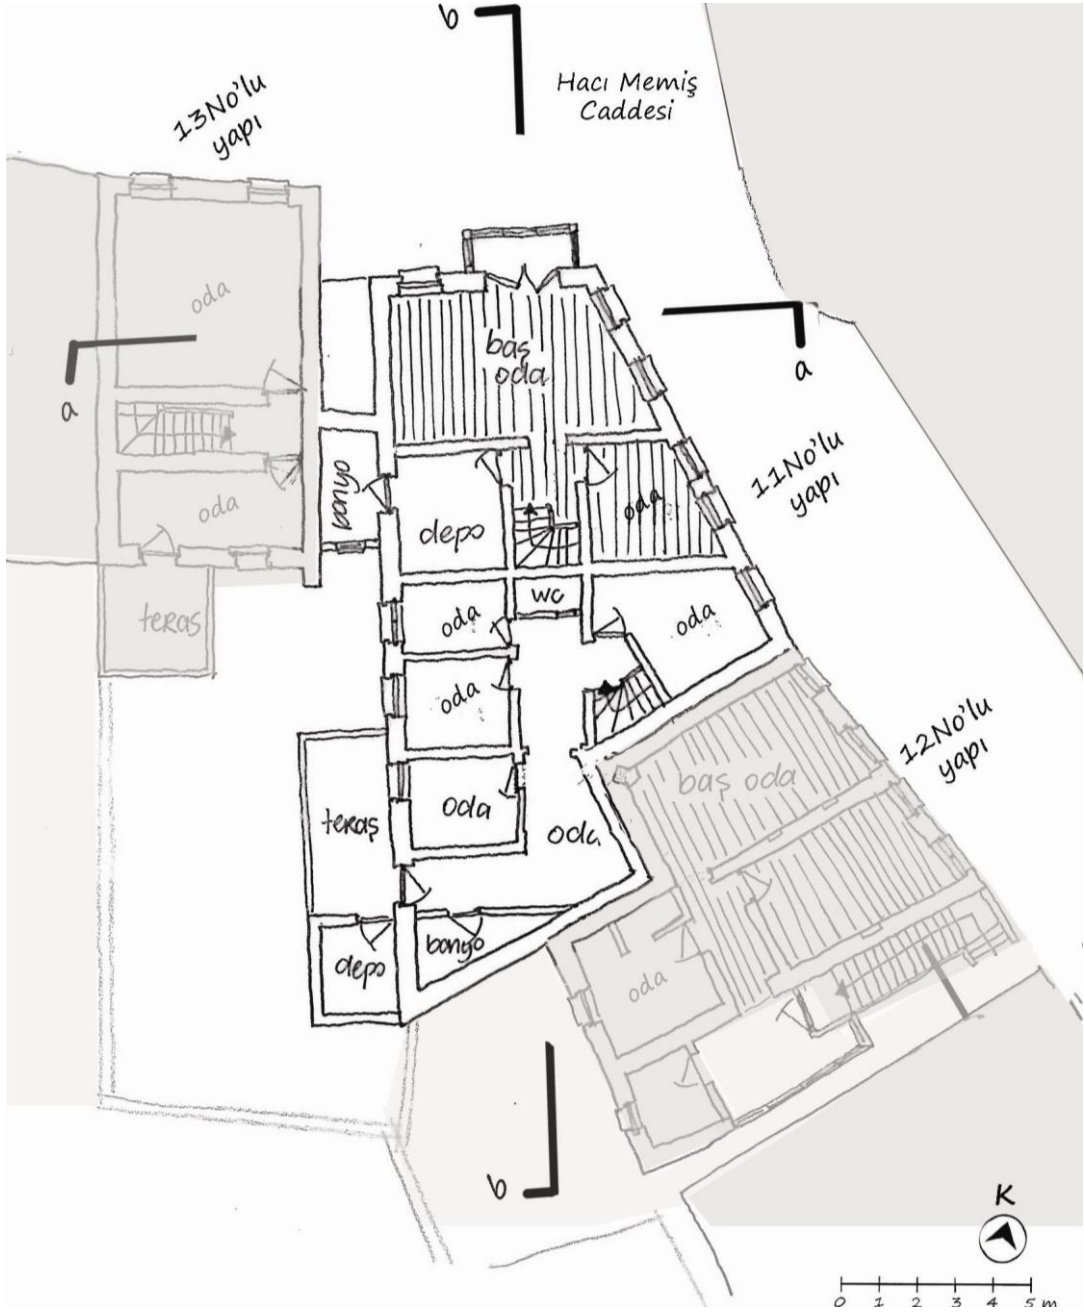 b
Hacı Memiş
Caddesi
13No'lu
yapı
oda
a
baş
oda
a
11No'lu
yapı
oda
banyo
depo
oda
wc
oda
oda
teras
oda
12No'lu
yapı
baş oda
oda
oda
teraş
banyo
depo
oda
b
K
0 1 2 3 4 5 m